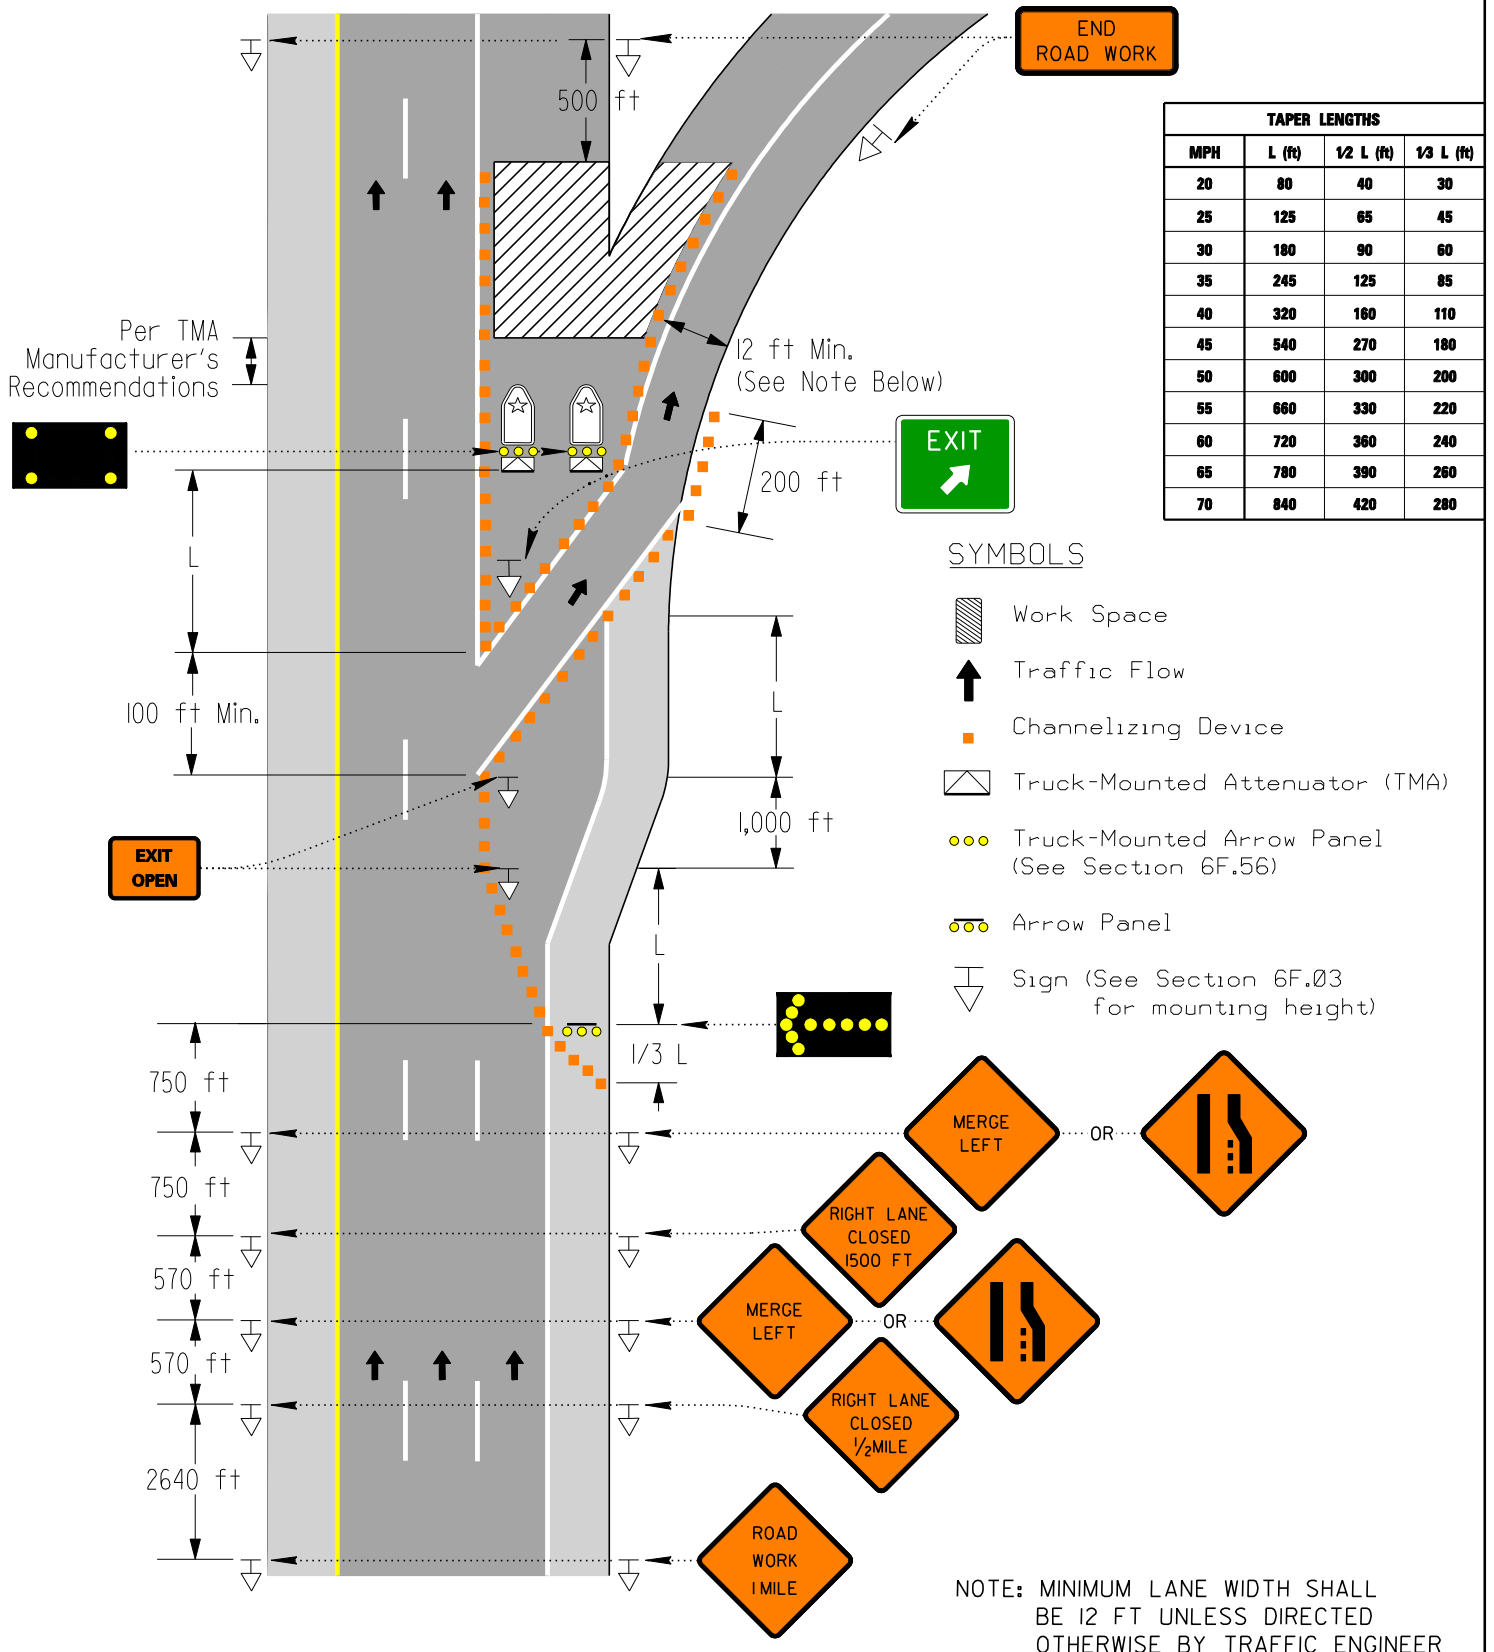 END
ROAD WORK
500 ft
TAPER LENGTHS
MPH L (ft) 1/2 L (ft) 1/3 L (ft)
20 80 40 30
25 125 65 45
30 180 90 60
35 245 125 85
40 320 160 110
45 540 270 180
50 600 300 200
55 660 330 220
60 720 360 240
65 780 390 260
70 840 420 280
Per TMA
Manufacturer's
Recommendations
12 ft Min.
(See Note Below)
EXIT
200 ft
L
100 ft Min.
L
1,000 ft
EXIT
OPEN
L
1/3 L
SYMBOLS
Work Space
Traffic Flow
Channelizing Device
Truck-Mounted Attenuator (TMA)
Truck-Mounted Arrow Panel
(See Section 6F.56)
Arrow Panel
Sign (See Section 6F.03
for mounting height)
750 ft
MERGE
LEFT
OR
750 ft
RIGHT LANE
CLOSED
1500 FT
570 ft
MERGE
LEFT
OR
570 ft
RIGHT LANE
CLOSED
1/2 MILE
2640 ft
ROAD
WORK
1 MILE
NOTE: MINIMUM LANE WIDTH SHALL
BE 12 FT UNLESS DIRECTED
OTHERWISE BY TRAFFIC ENGINEER